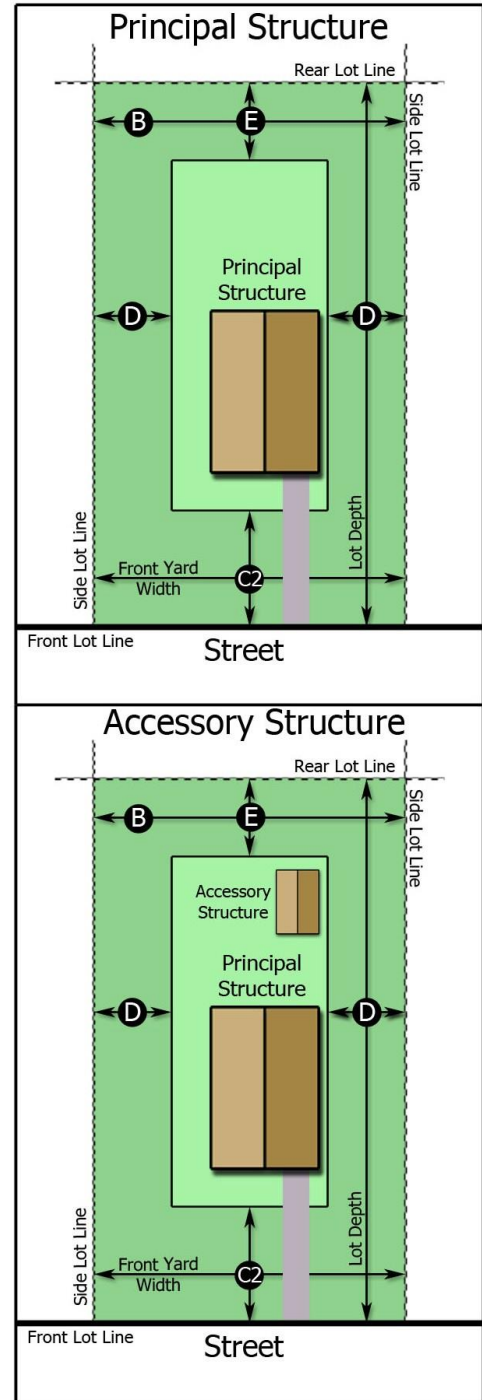 Principal Structure
Rear Lot Line
B
E
Side Lot Line
Principal
Structure
D
D
Side Lot Line
Front Yard
Width
C2
Lot Depth
Front Lot Line
Street
Accessory Structure
Rear Lot Line
B
E
Side Lot Line
Accessory
Structure
Principal
Structure
D
D
Side Lot Line
Front Yard
Width
C2
Lot Depth
Front Lot Line
Street